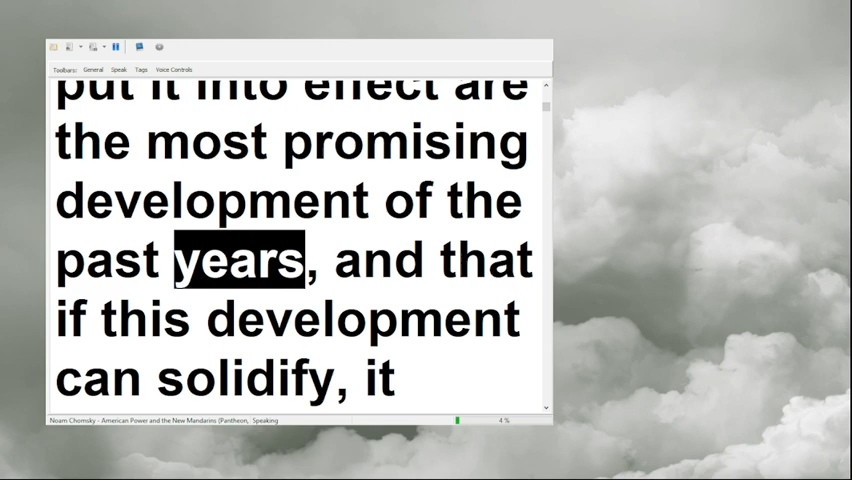 Toolbars: General Speak Tags Voice Controls
put it into effect are
the most promising
development of the
past years, and that
if this development
can solidify, it
Noam Chomsky - American Power and the New Mandarins (Pantheon, Speaking 4 %